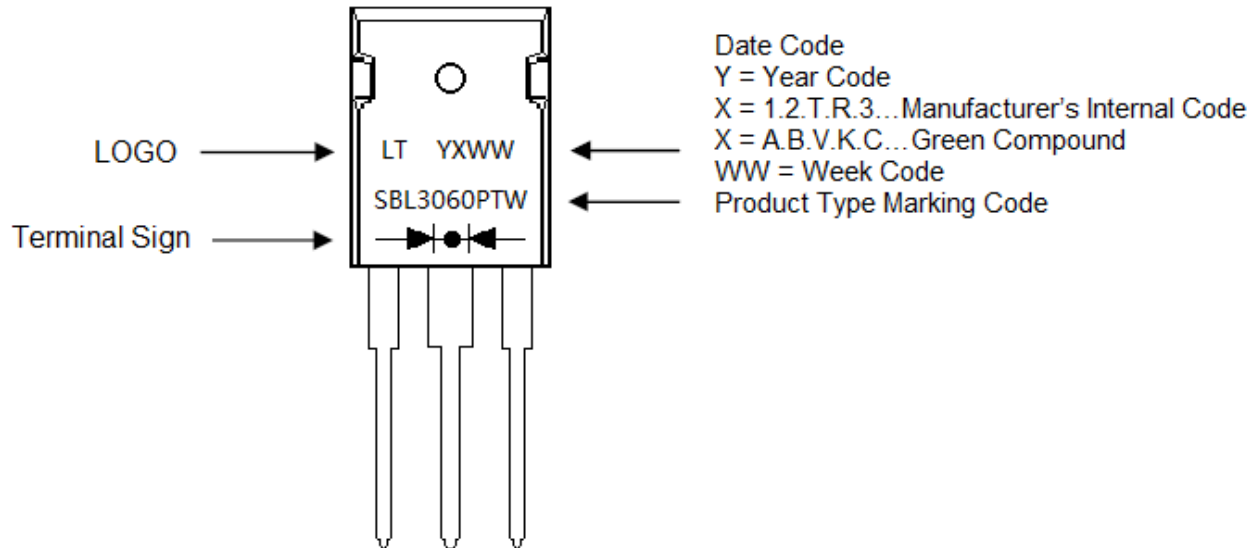 LOGO
LT YXWW
SBL3060PTW
Terminal Sign
Date Code
Y = Year Code
X = 1.2.T.R.3…Manufacturer’s Internal Code
X = A.B.V.K.C…Green Compound
WW = Week Code
Product Type Marking Code